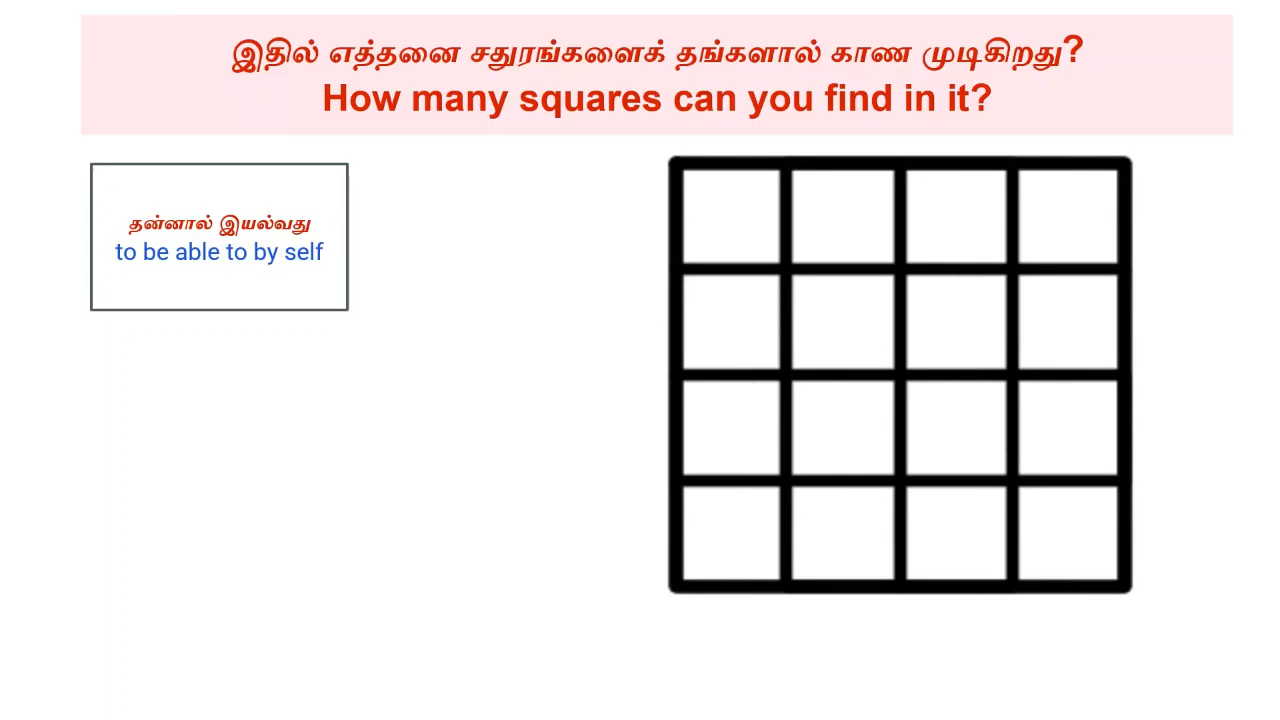 இதில் எத்தனை சதுரங்களைக் தங்களால் காண முடிகிறது?
How many squares can you find in it?
தன்னால் இயல்வது
to be able to by self